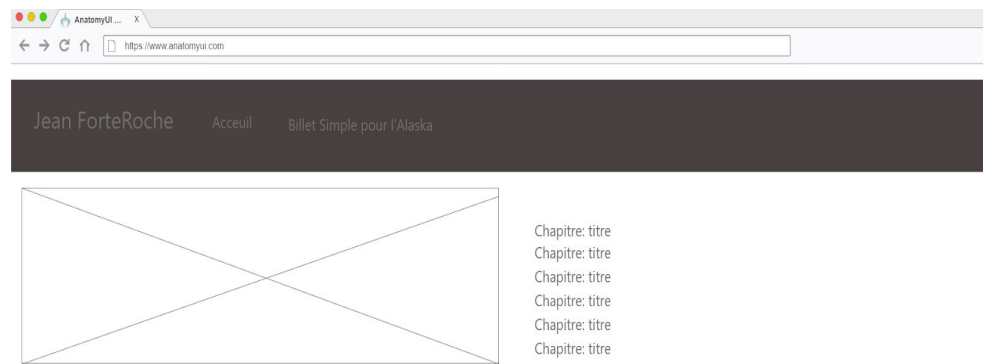 AnatomyUI ... X
https://www.anatomyui.com
Jean ForteRoche Acceuil Billet Simple pour l'Alaska
Chapitre: titre
Chapitre: titre
Chapitre: titre
Chapitre: titre
Chapitre: titre
Chapitre: titre